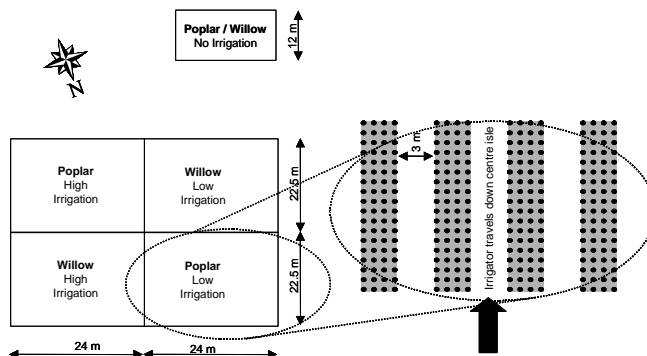 Poplar / Willow
No Irrigation
12 m
N
Poplar
High
Irrigation
Willow
Low
Irrigation
22.5 m
Willow
High
Irrigation
Poplar
Low
Irrigation
22.5 m
24 m
24 m
3 m
Irrigator travels down centre isle